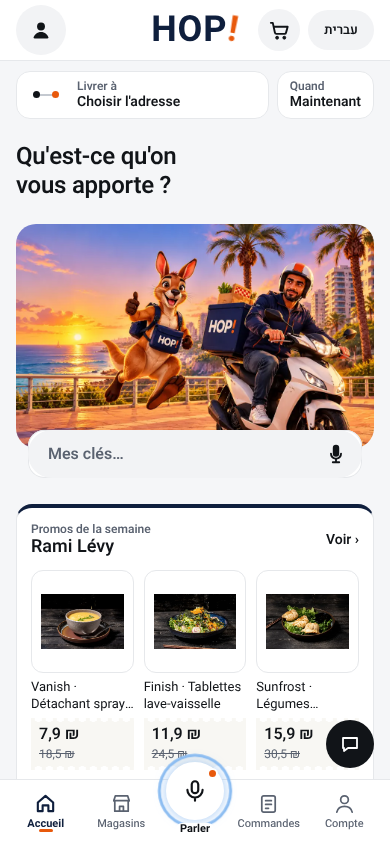 HOP!
עברית
Livrer à
Choisir l'adresse
Quand
Maintenant
Qu'est-ce qu'on
vous apporte ?
HOP!
HOP!
Mes clés…
Promos de la semaine
Rami Lévy
Voir ›
Vanish ·
Détachant spray…
Finish · Tablettes
lave-vaisselle
Sunfrost ·
Légumes…
7,9 ₪
11,9 ₪
15,9 ₪
18,5 ₪
24,5 ₪
30,5 ₪
Accueil
Magasins
Parler
Commandes
Compte